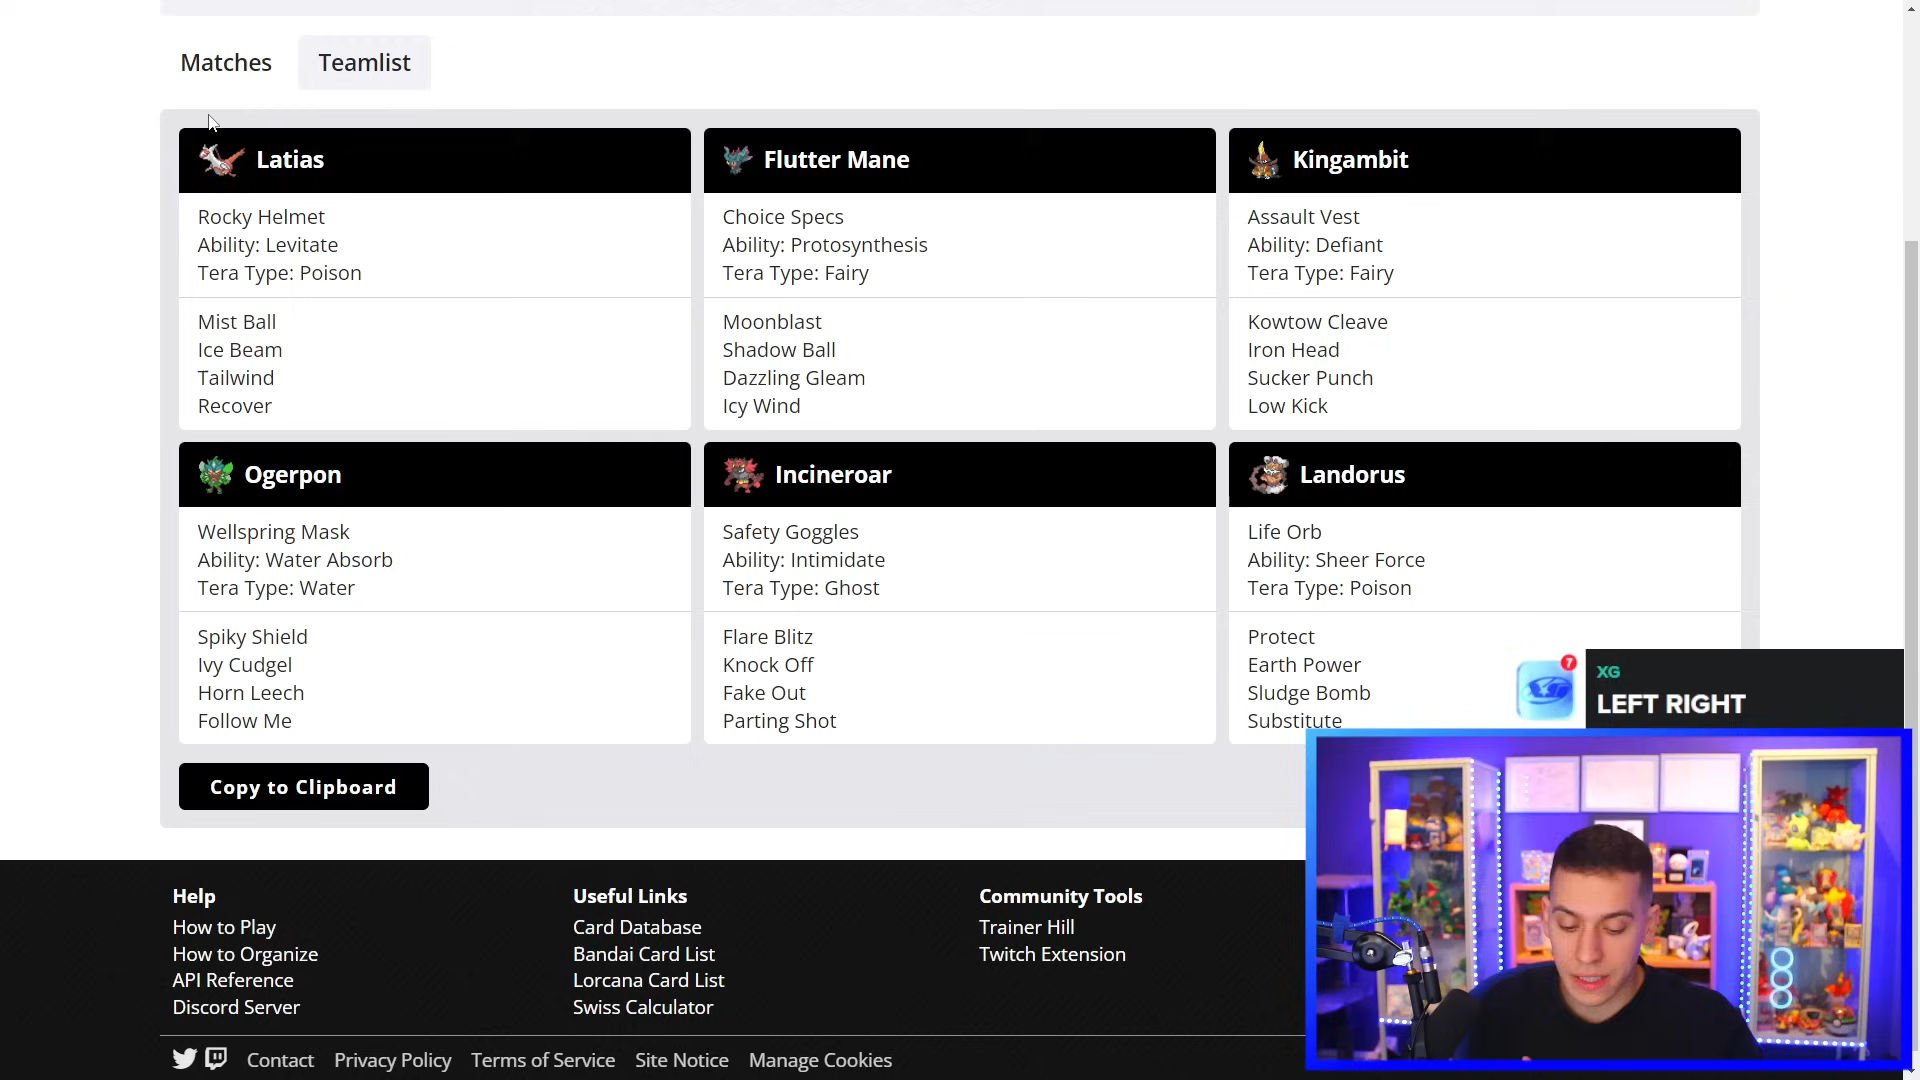 Matches
Teamlist
Latias
Rocky Helmet
Ability: Levitate
Tera Type: Poison
Mist Ball
Ice Beam
Tailwind
Recover
Flutter Mane
Choice Specs
Ability: Protosynthesis
Tera Type: Fairy
Moonblast
Shadow Ball
Dazzling Gleam
Icy Wind
Kingambit
Assault Vest
Ability: Defiant
Tera Type: Fairy
Kowtow Cleave
Iron Head
Sucker Punch
Low Kick
Ogerpon
Wellspring Mask
Ability: Water Absorb
Tera Type: Water
Spiky Shield
Ivy Cudgel
Horn Leech
Follow Me
Incineroar
Safety Goggles
Ability: Intimidate
Tera Type: Ghost
Flare Blitz
Knock Off
Fake Out
Parting Shot
Landorus
Life Orb
Ability: Sheer Force
Tera Type: Poison
Protect
Earth Power
Sludge Bomb
Substitute
7
XG
LEFT RIGHT
Copy to Clipboard
Help
How to Play
How to Organize
API Reference
Discord Server
Useful Links
Card Database
Bandai Card List
Lorcana Card List
Swiss Calculator
Community Tools
Trainer Hill
Twitch Extension
Contact Privacy Policy Terms of Service Site Notice Manage Cookies